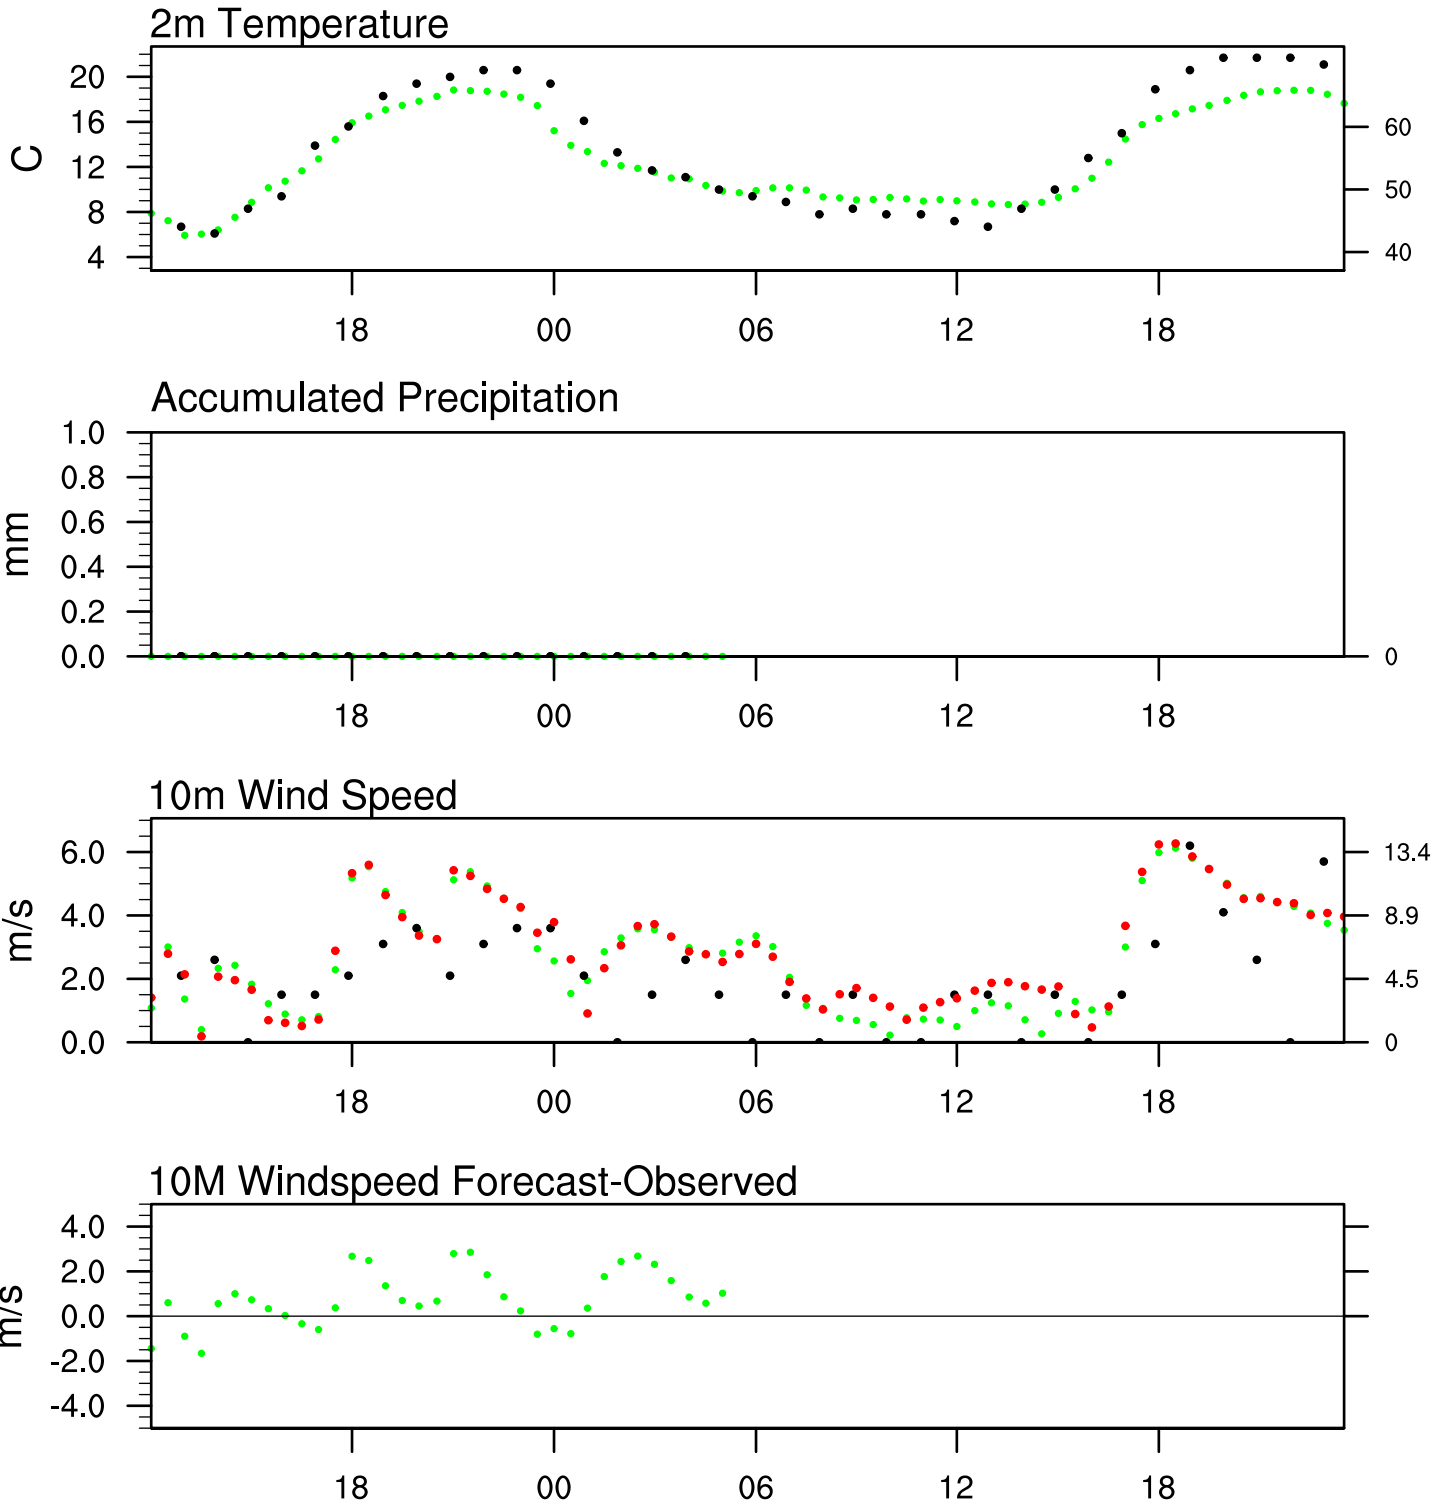 2m Temperature
20
16
12
8
4
C
60
50
40
18 00 06 12 18
Accumulated Precipitation
1.0
0.8
0.6
0.4
0.2
0.0
mm
0
18 00 06 12 18
10m Wind Speed
6.0
4.0
2.0
0.0
m/s
13.4
8.9
4.5
0
18 00 06 12 18
10M Windspeed Forecast-Observed
4.0
2.0
0.0
-2.0
-4.0
m/s
18 00 06 12 18